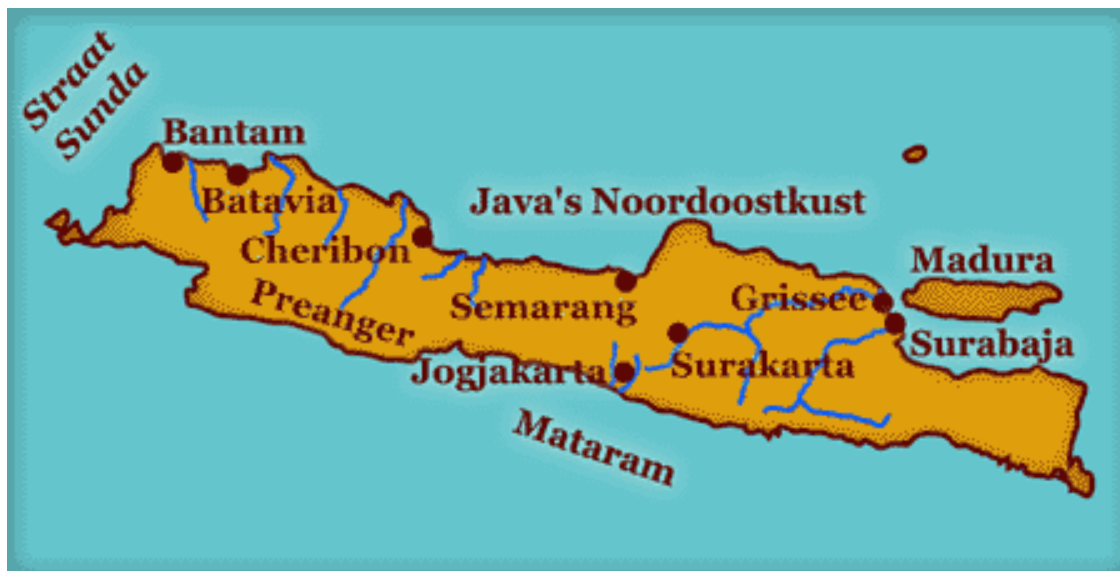 Straat
Sunda
Bantam
Batavia
Java's Noordoostkust
Cheribon
Madura
Preanger
Semarang
Grissee
Surabaja
Jogjakarta
Surakarta
Mataram